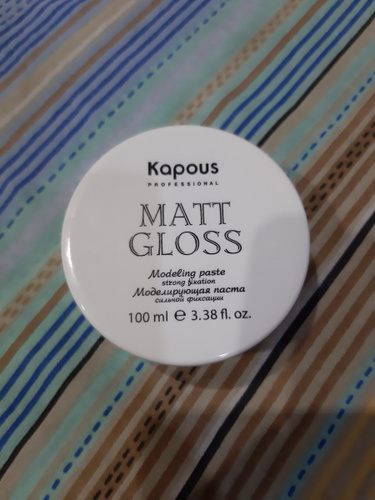 Kapous
PROFESSIONAL
MATT
GLOSS
Modeling paste
strong fixation
Моделирующая паста
сильной фиксации
100 ml ℮ 3.38 fl. oz.